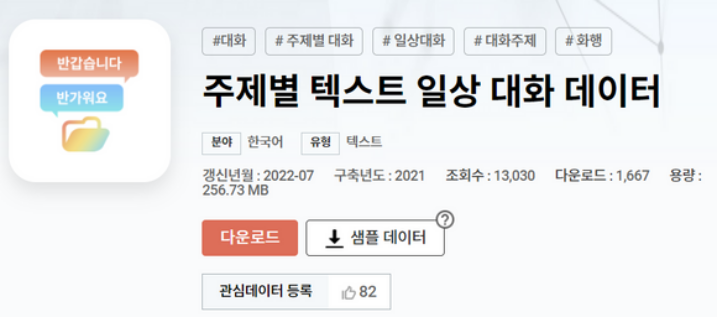 반갑습니다
반가워요
#대화 # 주제별 대화 # 일상대화 # 대화주제 # 화행
주제별 텍스트 일상 대화 데이터
분야 한국어 유형 텍스트
갱신년월 : 2022-07 구축년도 : 2021 조회수 : 13,030 다운로드 : 1,667 용량 :
256.73 MB
다운로드 샘플 데이터 ?
관심데이터 등록 82